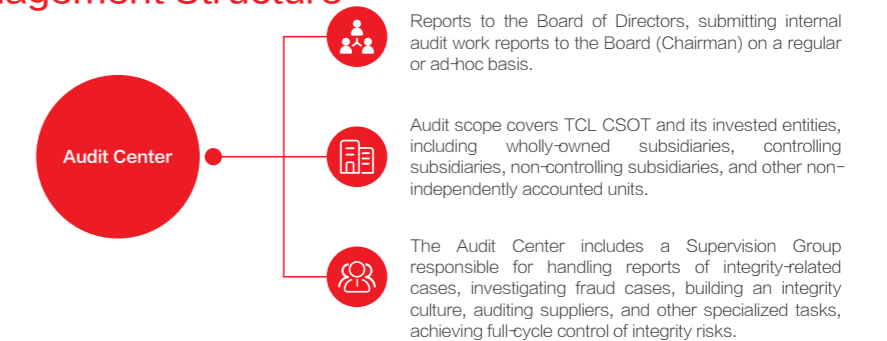 agement Structure
Reports to the Board of Directors, submitting internal
audit work reports to the Board (Chairman) on a regular
or ad-hoc basis.
Audit Center
Audit scope covers TCL CSOT and its invested entities,
including wholly-owned subsidiaries, controlling
subsidiaries, non-controlling subsidiaries, and other non-
independently accounted units.
The Audit Center includes a Supervision Group
responsible for handling reports of integrity-related
cases, investigating fraud cases, building an integrity
culture, auditing suppliers, and other specialized tasks,
achieving full-cycle control of integrity risks.